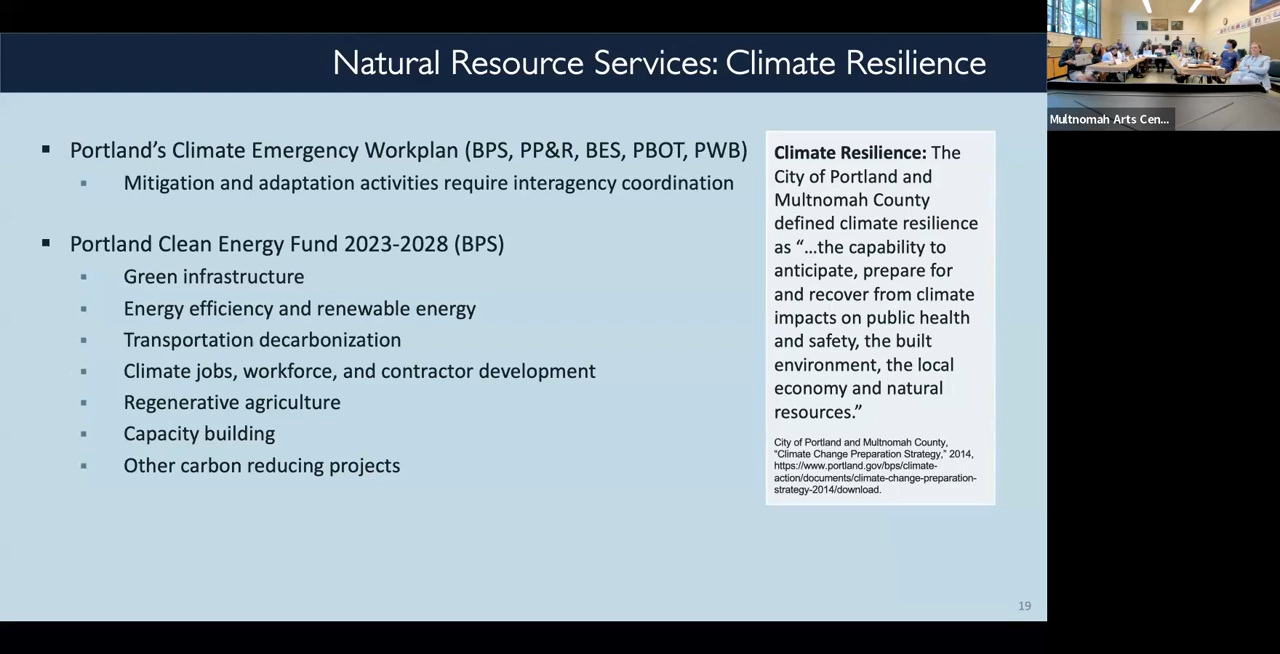 Natural Resource Services: Climate Resilience
Portland's Climate Emergency Workplan (BPS, PP&R, BES, PBOT, PWB)
Mitigation and adaptation activities require interagency coordination
Portland Clean Energy Fund 2023-2028 (BPS)
Green infrastructure
Energy efficiency and renewable energy
Transportation decarbonization
Climate jobs, workforce, and contractor development
Regenerative agriculture
Capacity building
Other carbon reducing projects
Climate Resilience: The
City of Portland and
Multnomah County
defined climate resilience
as “…the capability to
anticipate, prepare for
and recover from climate
impacts on public health
and safety, the built
environment, the local
economy and natural
resources.”
City of Portland and Multnomah County,
“Climate Change Preparation Strategy,” 2014,
https://www.portland.gov/bps/climate-
action/documents/climate-change-preparation-
strategy-2014/download.
19
Multnomah Arts Cen...